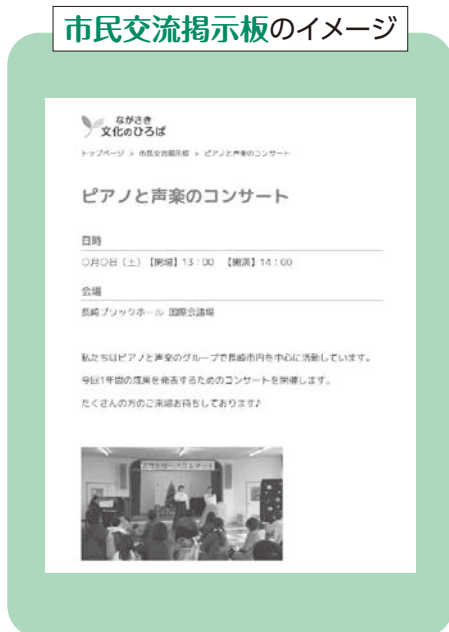 市民交流掲示板のイメージ
ながさき
文化のひろば
トップページ > 市民交流掲示板 > ピアノと声楽のコンサート
ピアノと声楽のコンサート
日時
○月○日（土）【開場】13：00 【開演】14：00
会場
長崎ブリックホール 国際会議場
私たちはピアノと声楽のグループで長崎市内を中心に活動しています。
今回1年間の成果を発表するためのコンサートを開催します。
たくさんの方のご来場お待ちしております♪